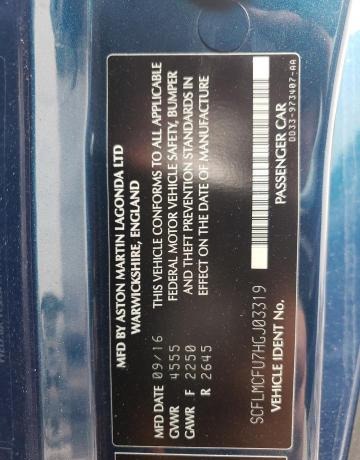 MFD BY ASTON MARTIN LAGONDA LTD
WARWICKSHIRE, ENGLAND
MFD DATE 09/16
GVWR 4555
GAWR F 2250
R 2645
THIS VEHICLE CONFORMS TO ALL APPLICABLE
FEDERAL MOTOR VEHICLE SAFETY, BUMPER
AND THEFT PREVENTION STANDARDS IN
EFFECT ON THE DATE OF MANUFACTURE
SCFLMCFU7HGJ03319
VEHICLE IDENT No.
PASSENGER CAR
DD33-973407-AA